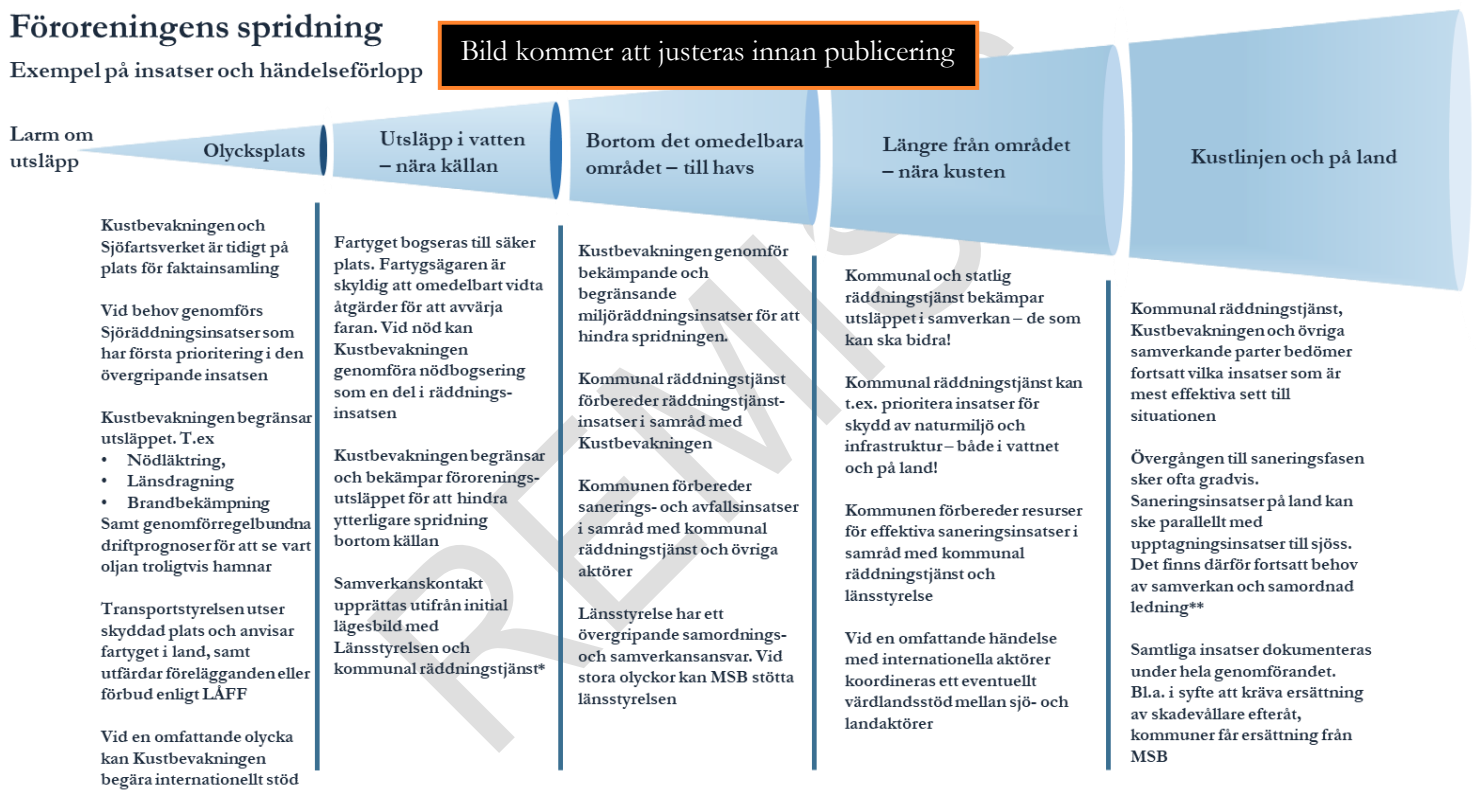 Föroreningens spridning
Exempel på insatser och händelseförlopp
Bild kommer att justeras innan publicering
Larm om
utsläpp
Olycksplats
Utsläpp i vatten
– nära källan
Bortom det omedelbara
området – till havs
Längre från området
– nära kusten
Kustlinjen och på land
Kustbevakningen och
Sjöfartsverket är tidigt på
plats för faktainsamling
Vid behov genomförs
Sjöräddningsinsatser som
har första prioritering i den
övergripande insatsen
Kustbevakningen begränsar
utsläppet. T.ex
• Nödläktring,
• Länsdragning
• Brandbekämpning
Samt genomför regelbundna
driftprognoser för att se vart
oljan troligtvis hamnar
Transportstyrelsen utser
skyddad plats och anvisar
fartyget i land, samt
utfärdar förelägganden eller
förbud enligt LÅFF
Vid en omfattande olycka
kan Kustbevakningen
begära internationellt stöd
Fartyget bogseras till säker
plats. Fartygsägaren är
skyldig att omedelbart vidta
åtgärder för att avvärja
faran. Vid nöd kan
Kustbevakningen
genomföra nödbogsering
som en del i räddnings-
insatsen
Kustbevakningen begränsar
och bekämpar förorenings-
utsläppet för att hindra
ytterligare spridning
bortom källan
Samverkanskontakt
upprättas utifrån initial
lägesbild med
Länsstyrelsen och
kommunal räddningstjänst*
Kustbevakningen genomför
bekämpande och
begränsande
miljöräddningsinsatser för att
hindra spridningen.
Kommunal räddningstjänst
förbereder räddningstjänst-
insatser i samråd med
Kustbevakningen
Kommunen förbereder
sanerings- och avfallsinsatser
i samråd med kommunal
räddningstjänst och övriga
aktörer
Länsstyrelse har ett
övergripande samordnings-
och samverkansansvar. Vid
stora olyckor kan MSB stötta
länsstyrelsen
Kommunal och statlig
räddningstjänst bekämpar
utsläppet i samverkan – de som
kan ska bidra!
Kommunal räddningstjänst kan
t.ex. prioritera insatser för
skydd av naturmiljö och
infrastruktur – både i vattnet
och på land!
Kommunen förbereder resurser
för effektiva saneringsinsatser i
samråd med kommunal
räddningstjänst och
länsstyrelse
Vid en omfattande händelse
med internationella aktörer
koordineras ett eventuellt
värdlandsstöd mellan sjö- och
landaktörer
Kommunal räddningstjänst,
Kustbevakningen och övriga
samverkande parter bedömer
fortsatt vilka insatser som är
mest effektiva sett till
situationen
Övergången till saneringsfasen
sker ofta gradvis.
Saneringsinsatser på land kan
ske parallellt med
upptagningsinsatser till sjöss.
Det finns därför fortsatt behov
av samverkan och samordnad
ledning**
Samtliga insatser dokumenteras
under hela genomförandet.
Bl.a. i syfte att kräva ersättning
av skadevållare efteråt,
kommuner får ersättning från
MSB
REMISS